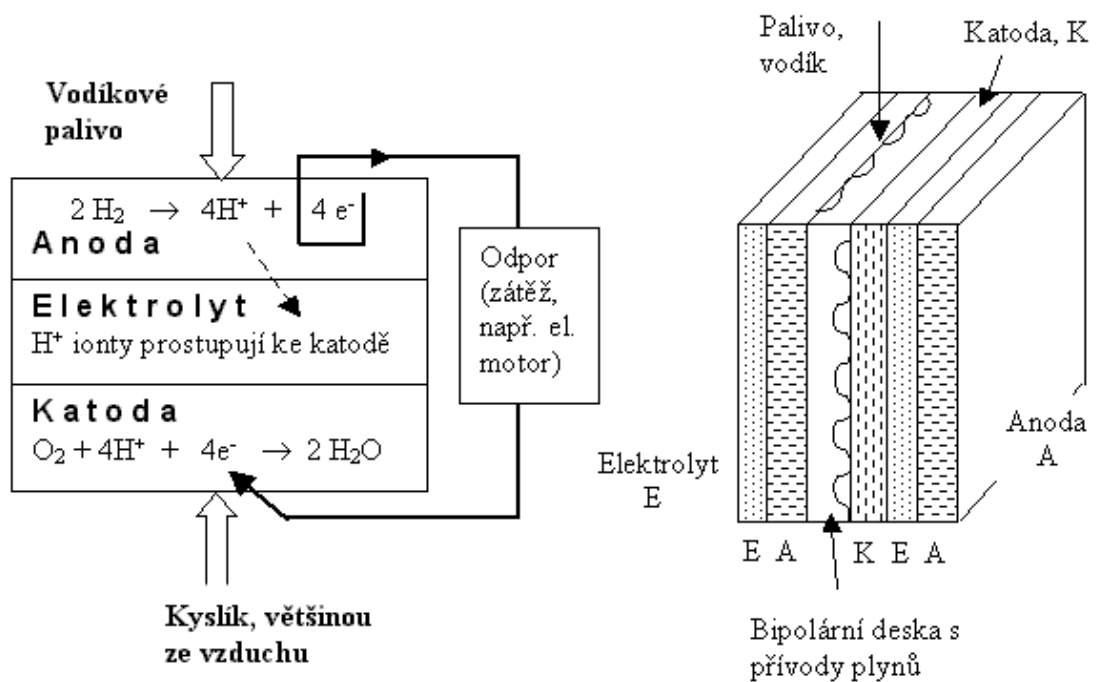 Vodíkové
palivo
2 H₂ → 4H⁺ + 4 e⁻
Anoda
Elektrolyt
H⁺ ionty prostupují ke katodě
Katoda
O₂ + 4H⁺ + 4e⁻ → 2 H₂O
Kyslík, většinou
ze vzduchu
Odpor
(zátěž,
např. el.
motor)
Palivo,
vodík
Katoda, K
Elektrolyt
E
Anoda
A
E A K E A
Bipolární deska s
přívody plynů